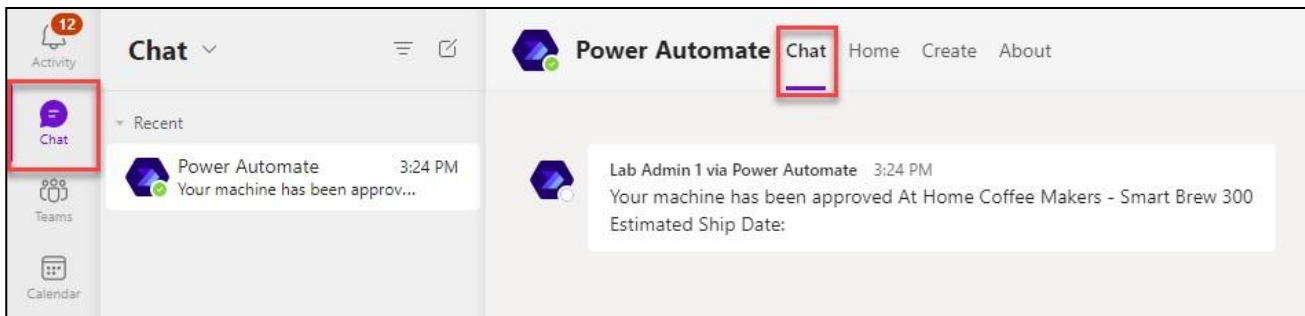 12
Activity
Chat
Teams
Calendar
Chat
Recent
Power Automate 3:24 PM
Your machine has been approv...
Power Automate Chat Home Create About
Lab Admin 1 via Power Automate 3:24 PM
Your machine has been approved At Home Coffee Makers - Smart Brew 300
Estimated Ship Date: